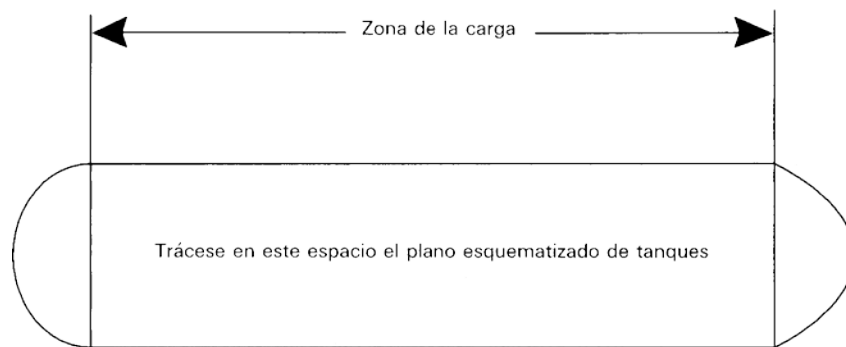 Zona de la carga
Trácese en este espacio el plano esquematizado de tanques